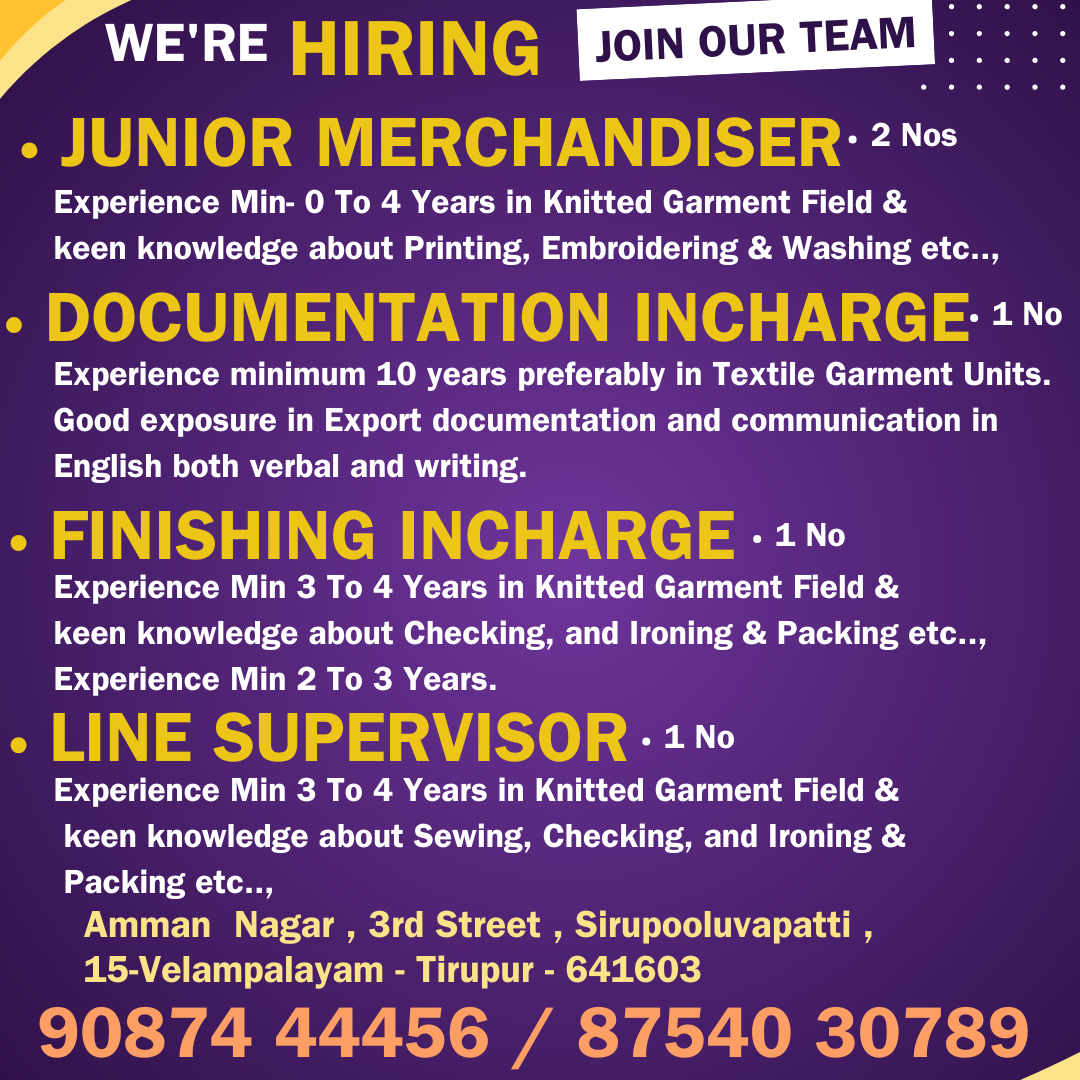 WE'RE HIRING JOIN OUR TEAM
• JUNIOR MERCHANDISER • 2 Nos
Experience Min- 0 To 4 Years in Knitted Garment Field &
keen knowledge about Printing, Embroidering & Washing etc..,
• DOCUMENTATION INCHARGE • 1 No
Experience minimum 10 years preferably in Textile Garment Units.
Good exposure in Export documentation and communication in
English both verbal and writing.
• FINISHING INCHARGE • 1 No
Experience Min 3 To 4 Years in Knitted Garment Field &
keen knowledge about Checking, and Ironing & Packing etc..,
Experience Min 2 To 3 Years.
• LINE SUPERVISOR • 1 No
Experience Min 3 To 4 Years in Knitted Garment Field &
keen knowledge about Sewing, Checking, and Ironing &
Packing etc..,
Amman Nagar , 3rd Street , Sirupooluvapatti ,
15-Velampalayam - Tirupur - 641603
90874 44456 / 87540 30789